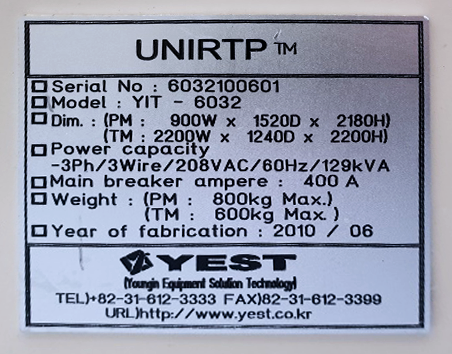 UNIRTP™
□ Serial No : 6032100601
□ Model : YIT - 6032
□ Dim. : (PM : 900W x 1520D x 2180H)
(TM : 2200W x 1240D x 2200H)
□ Power capacity
-3Ph/3Wire/208VAC/60Hz/129kVA
□ Main breaker ampere : 400 A
□ Weight : (PM : 800kg Max.)
(TM : 600kg Max. )
□ Year of fabrication : 2010 / 06
YEST
(Youngin Equipment Solution Technology)
TEL)+82-31-612-3333 FAX)82-31-612-3399
URL)http://www.yest.co.kr